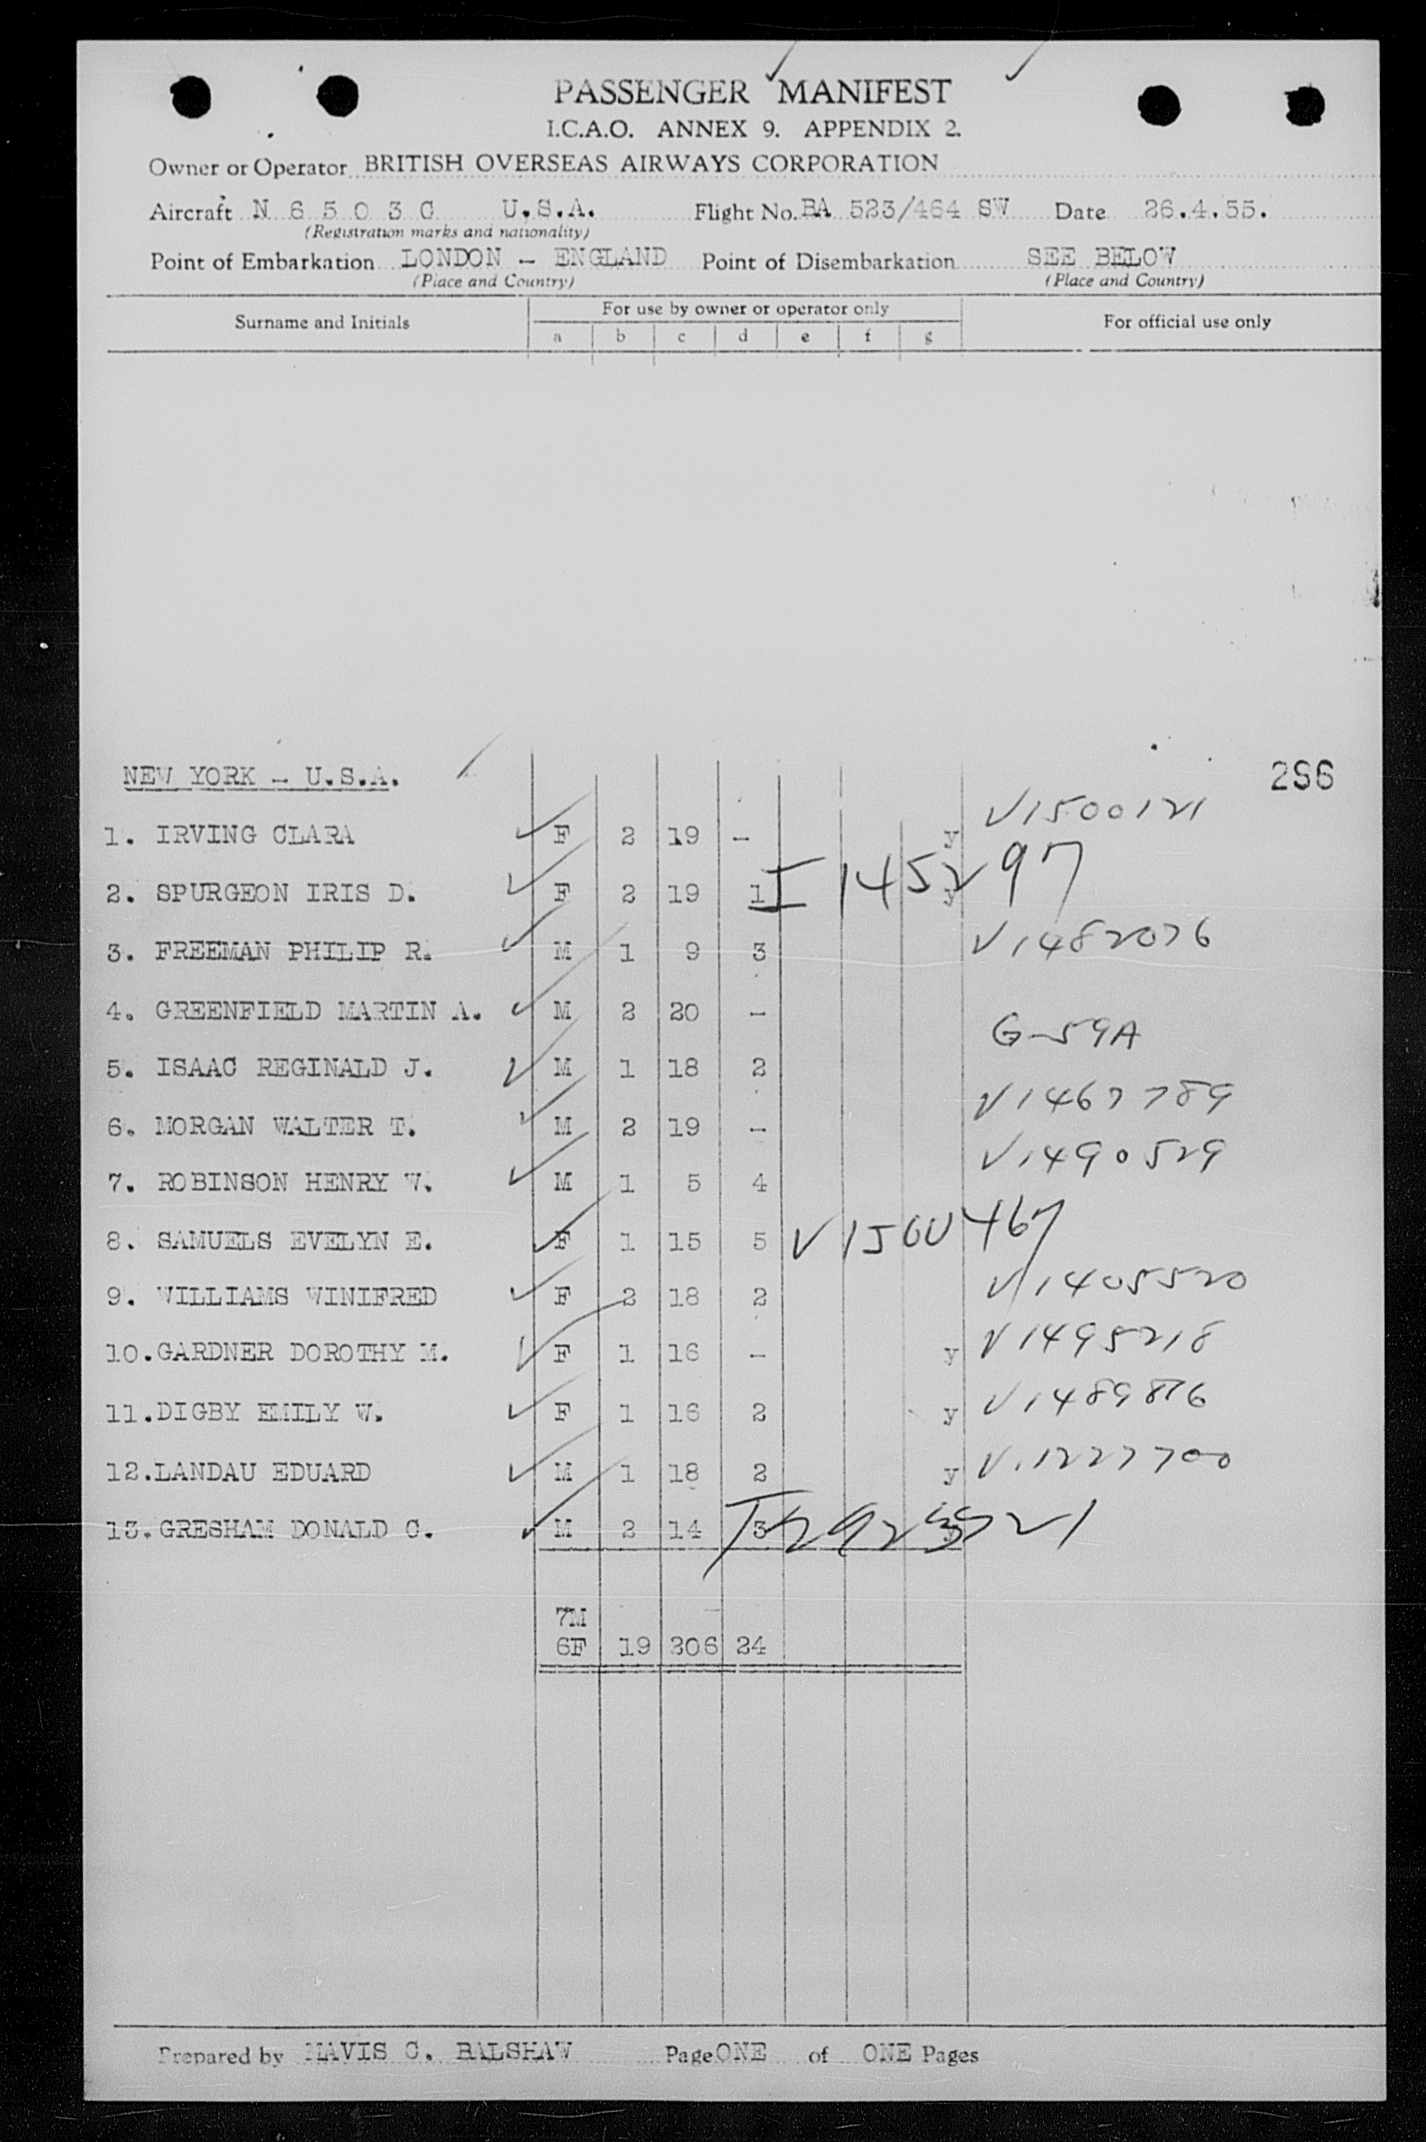 PASSENGER MANIFEST
I.C.A.O. ANNEX 9. APPENDIX 2.
Owner or Operator BRITISH OVERSEAS AIRWAYS CORPORATION
Aircraft N 6 5 0 3 C U.S.A. Flight No. BA 523/464 SW Date 26.4.55.
(Registration marks and nationality)
Point of Embarkation LONDON - ENGLAND Point of Disembarkation SEE BELOW
(Place and Country) (Place and Country)
Surname and Initials For use by owner or operator only For official use only
a b c d e f g
NEW YORK - U.S.A. 296
1. IRVING CLARA F 2 19 - y V1500121
2. SPURGEON IRIS D. F 2 19 1 y I145297
3. FREEMAN PHILIP R. M 1 9 3 V1482076
4. GREENFIELD MARTIN A. M 2 20 -
G-59A
5. ISAAC REGINALD J. M 1 18 2
6. MORGAN WALTER T. M 2 19 - V1467789
7. ROBINSON HENRY W. M 1 5 4 V1490529
8. SAMUELS EVELYN E. F 1 15 5 V1500467
9. WILLIAMS WINIFRED F 2 18 2 V1405520
10. GARDNER DOROTHY M. F 1 16 - y V1495218
11. DIGBY EMILY W. F 1 16 2 y V1489876
12. LANDAU EDUARD M 1 18 2 y V.1227700
13. GRESHAM DONALD C. M 2 14 3 y
7M
6F 19 206 24
Prepared by MAVIS C. BALSHAW Page ONE of ONE Pages